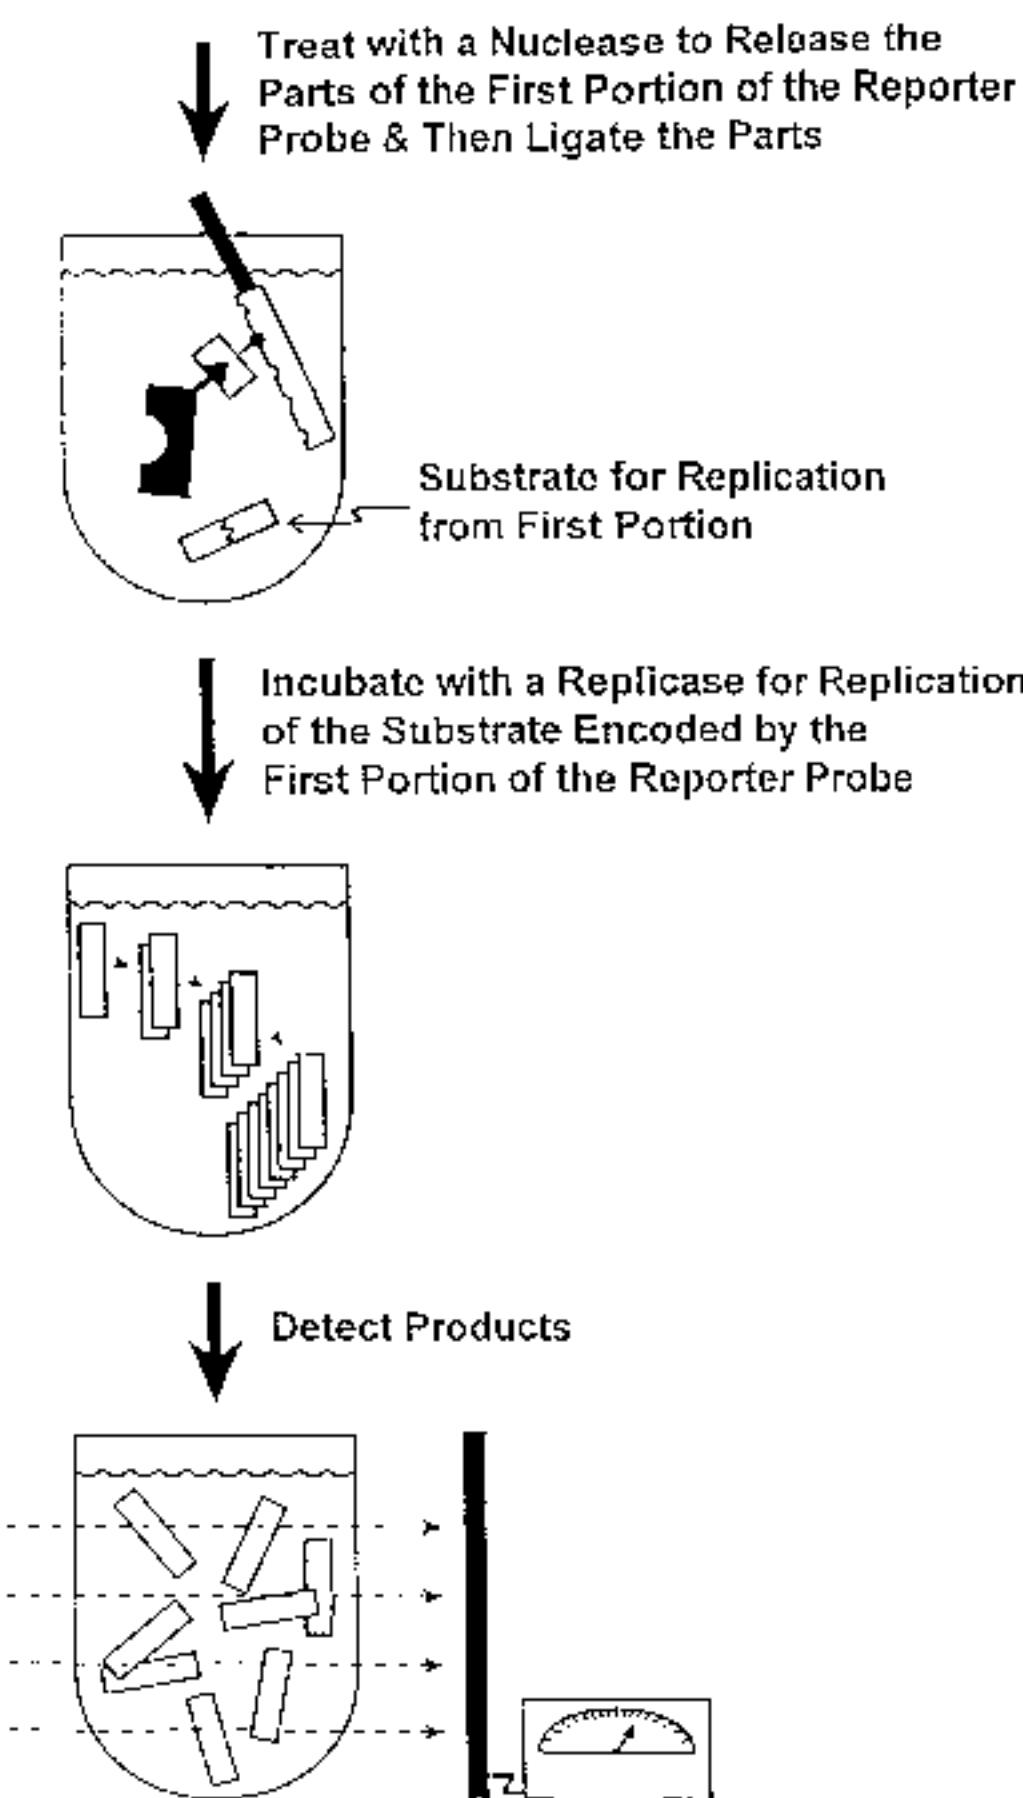 Treat with a Nuclease to Release the
Parts of the First Portion of the Reporter
Probe & Then Ligate the Parts
Substrate for Replication
from First Portion
Incubate with a Replicase for Replication
of the Substrate Encoded by the
First Portion of the Reporter Probe
Detect Products